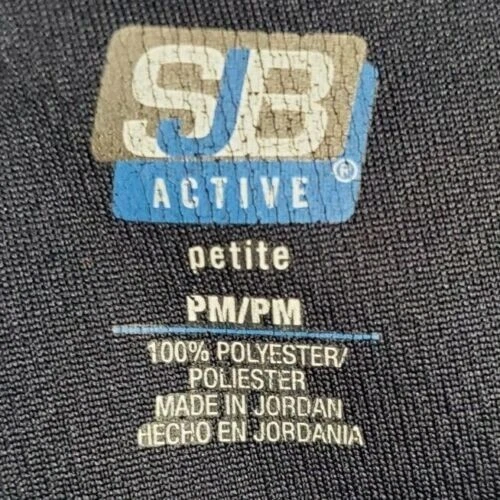 SJB
ACTIVE ®
petite
PM/PM
100% POLYESTER/
POLIESTER
MADE IN JORDAN
HECHO EN JORDANIA